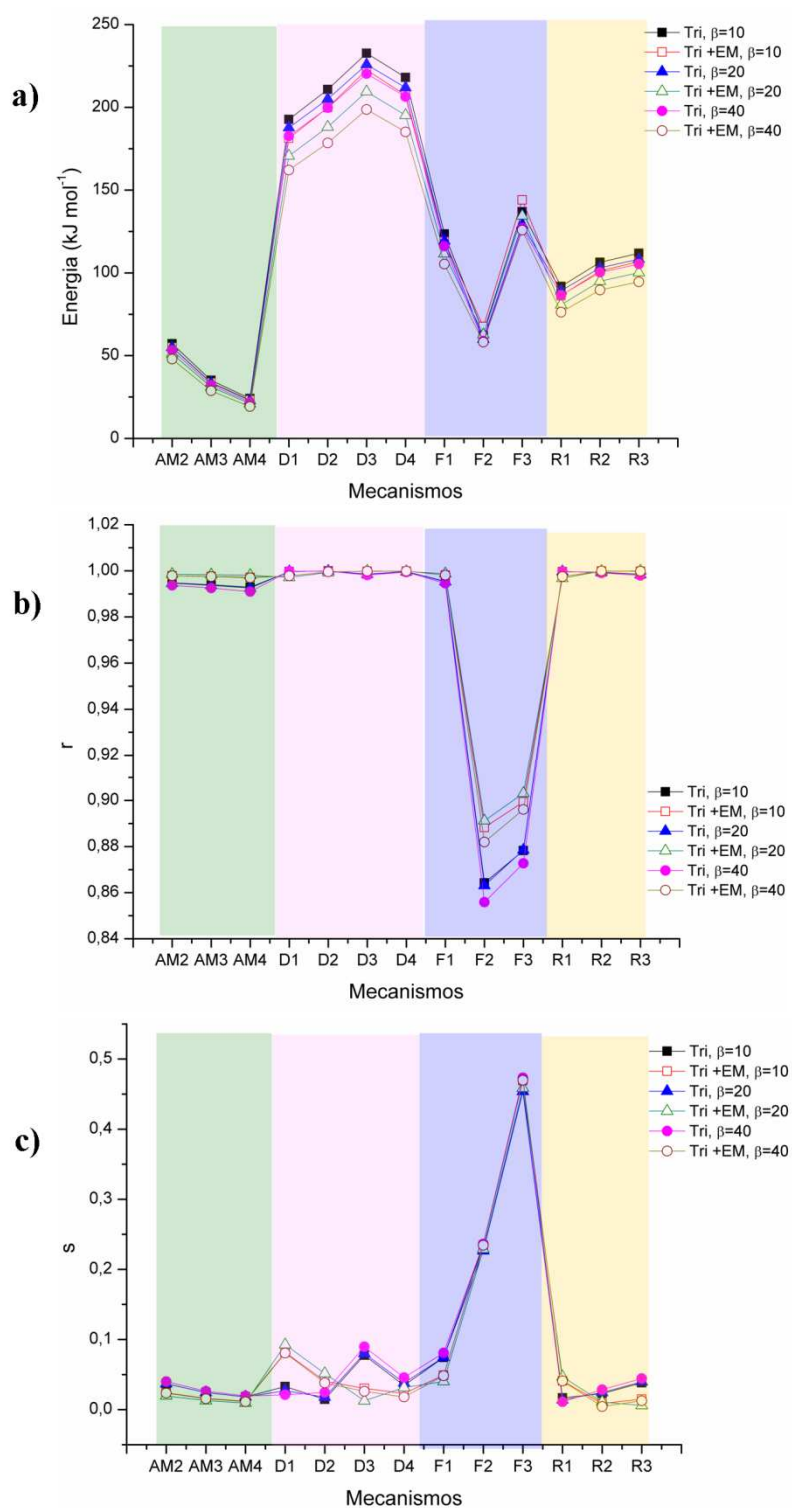 a)
Energia (kJ mol⁻¹)
250
200
150
100
50
0
Tri, β=10
Tri +EM, β=10
Tri, β=20
Tri +EM, β=20
Tri, β=40
Tri +EM, β=40
AM2 AM3 AM4 D1 D2 D3 D4 F1 F2 F3 R1 R2 R3
Mecanismos
b)
r
1,02
1,00
0,98
0,96
0,94
0,92
0,90
0,88
0,86
0,84
Tri, β=10
Tri +EM, β=10
Tri, β=20
Tri +EM, β=20
Tri, β=40
Tri +EM, β=40
AM2 AM3 AM4 D1 D2 D3 D4 F1 F2 F3 R1 R2 R3
Mecanismos
c)
s
0,5
0,4
0,3
0,2
0,1
0,0
Tri, β=10
Tri +EM, β=10
Tri, β=20
Tri +EM, β=20
Tri, β=40
Tri +EM, β=40
AM2 AM3 AM4 D1 D2 D3 D4 F1 F2 F3 R1 R2 R3
Mecanismos